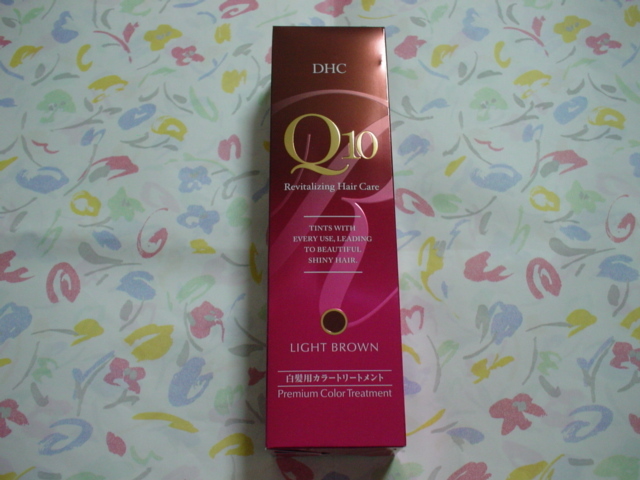 DHC
Q10
Revitalizing Hair Care
TINTS WITH
EVERY USE, LEADING
TO BEAUTIFUL,
SHINY HAIR.
LIGHT BROWN
白髪用カラートリートメント
Premium Color Treatment